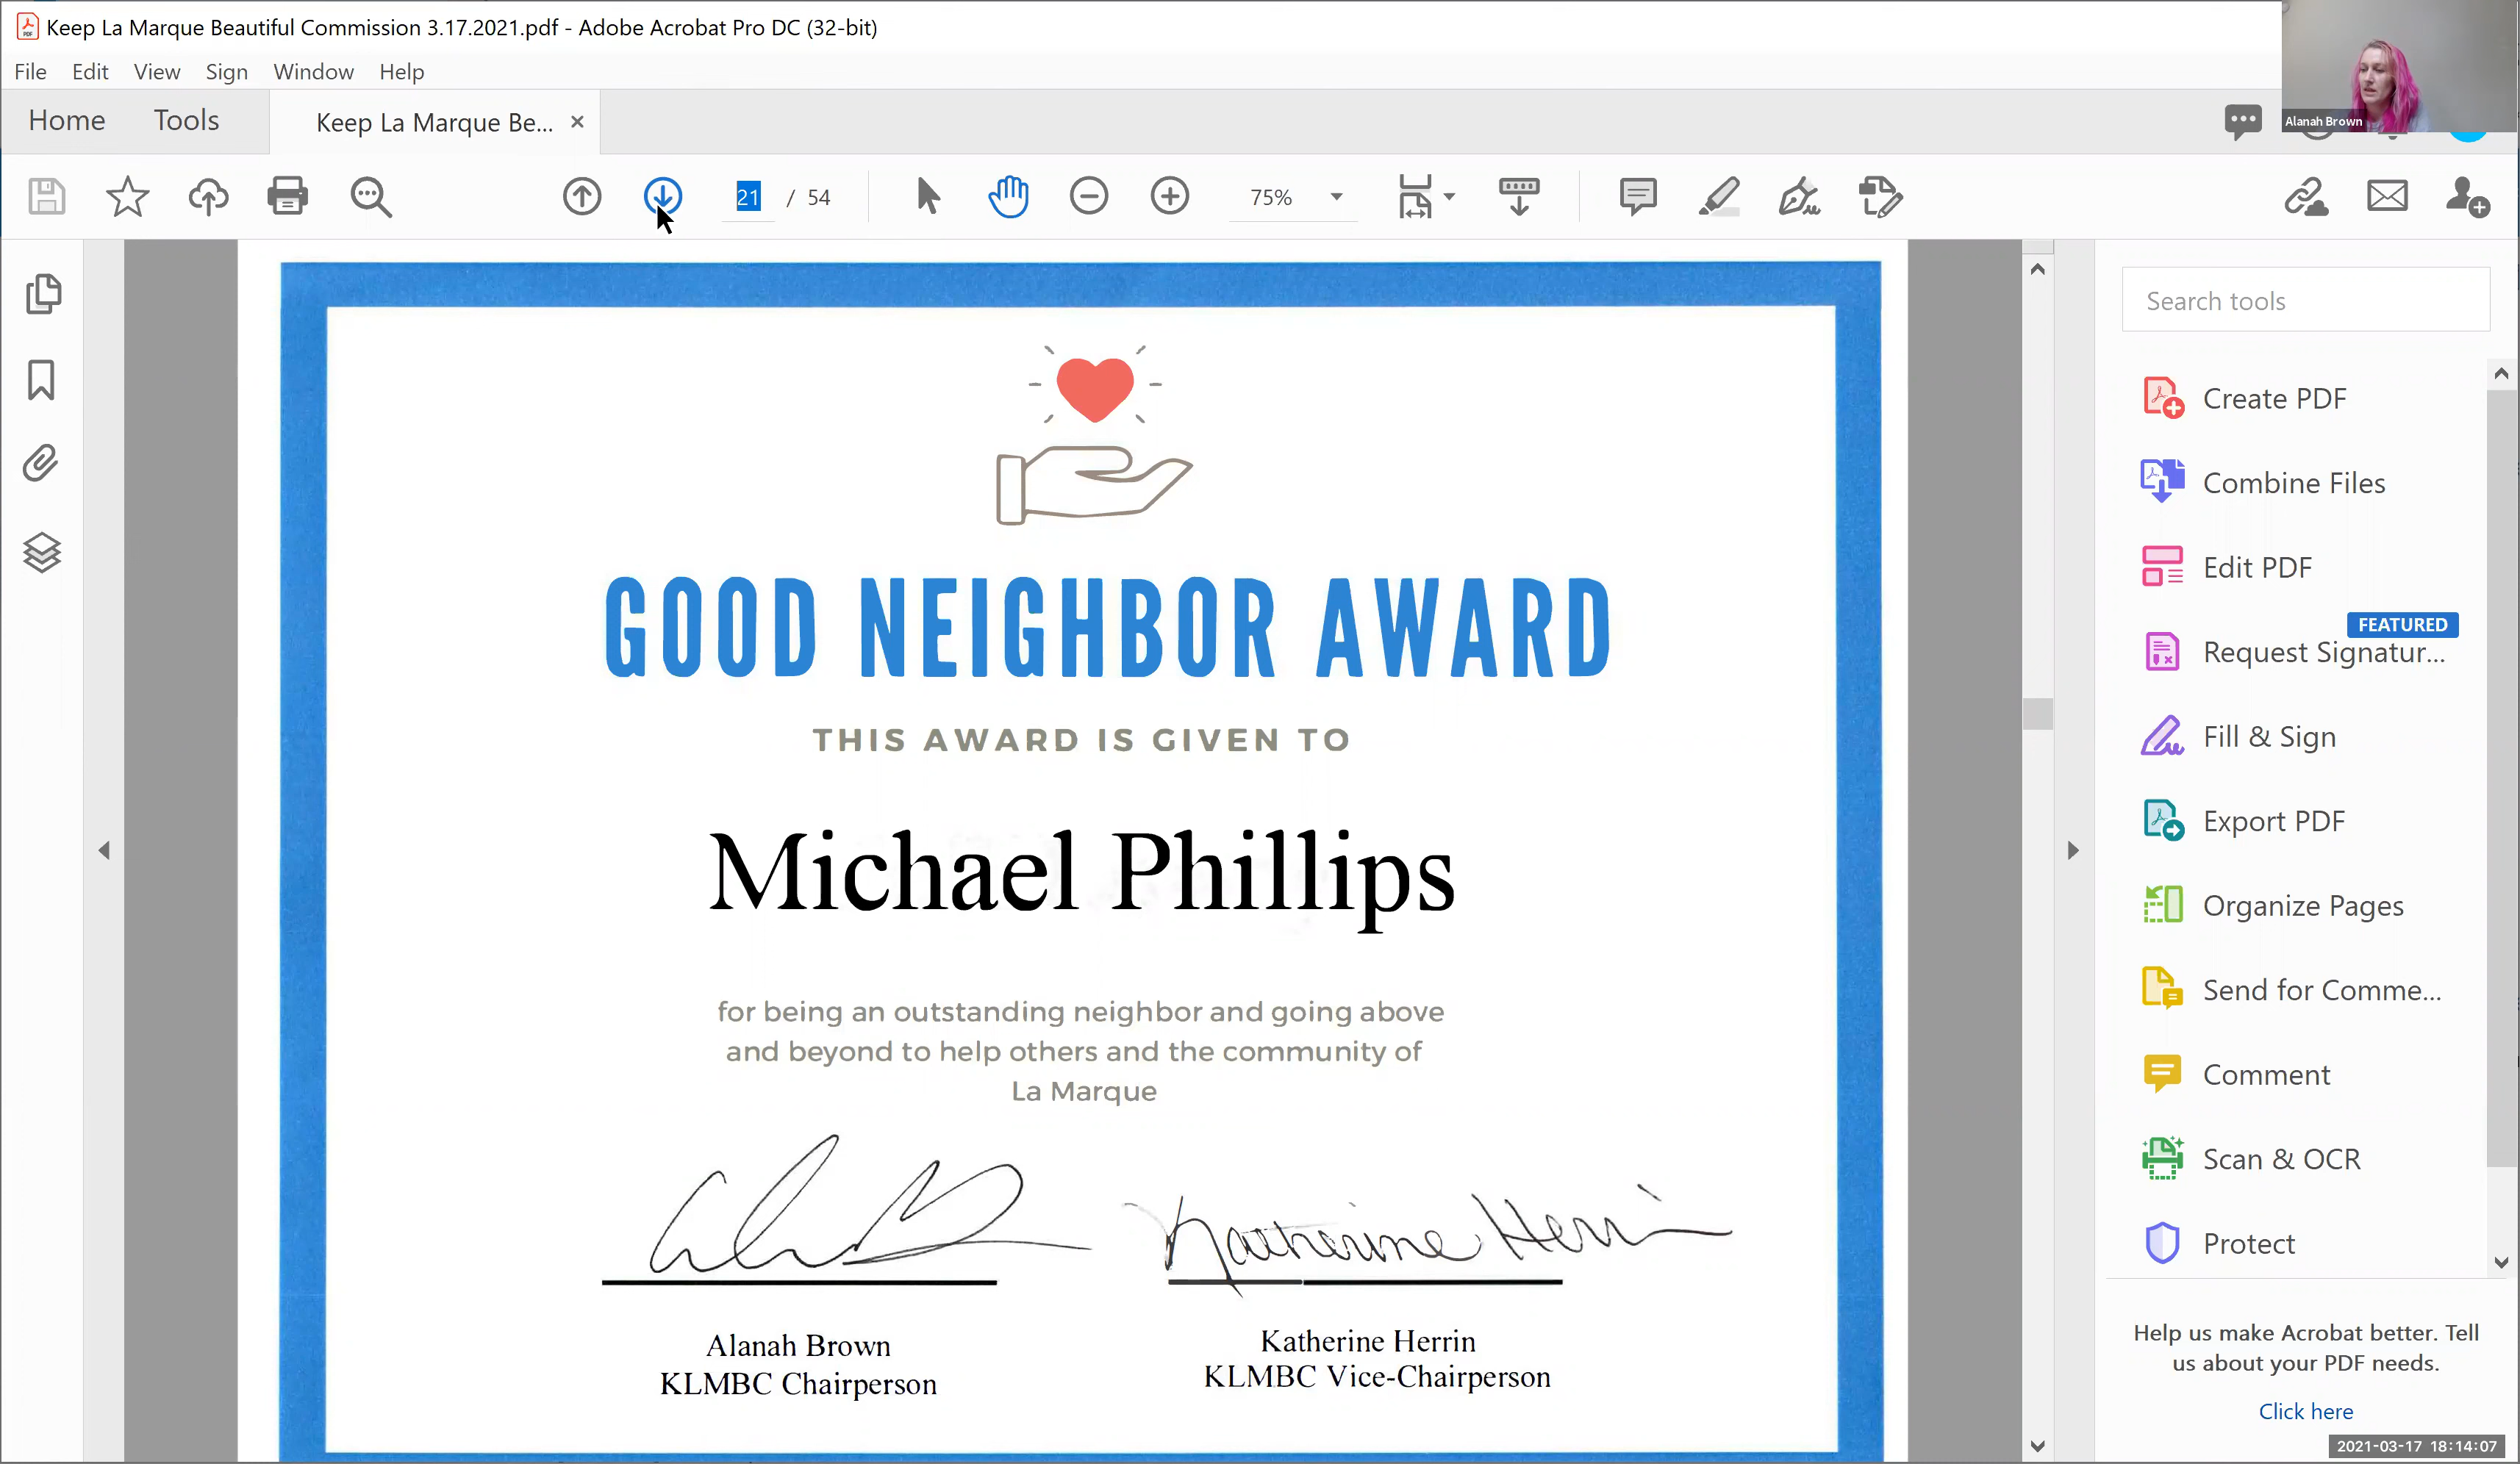 Keep La Marque Beautiful Commission 3.17.2021.pdf - Adobe Acrobat Pro DC (32-bit)
File Edit View Sign Window Help
Home Tools Keep La Marque Be... ×
Alanah Brown
21 / 54 75%
Search tools
Create PDF
Combine Files
Edit PDF
FEATURED
Request Signatur...
Fill & Sign
Export PDF
Organize Pages
Send for Comme...
Comment
Scan & OCR
Protect
Help us make Acrobat better. Tell
us about your PDF needs.
Click here
GOOD NEIGHBOR AWARD
THIS AWARD IS GIVEN TO
Michael Phillips
for being an outstanding neighbor and going above
and beyond to help others and the community of
La Marque
Katherine Herrin
Alanah Brown
KLMBC Chairperson
Katherine Herrin
KLMBC Vice-Chairperson
2021-03-17 18:14:07